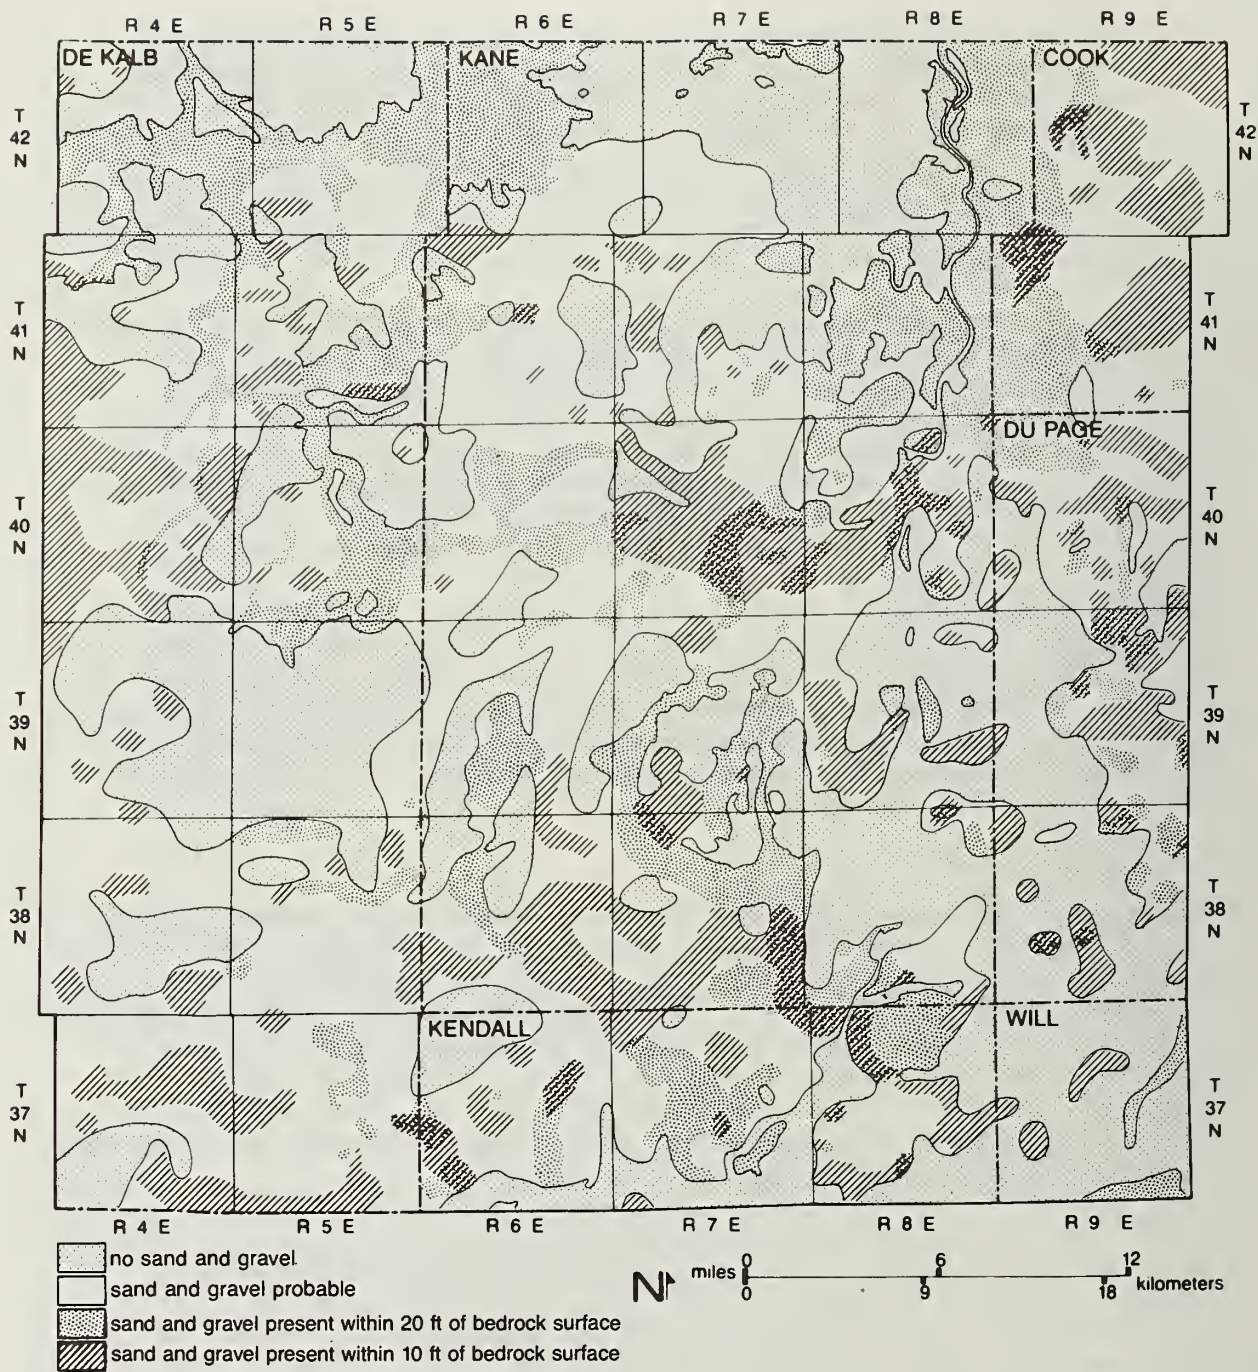 R 4 E R 5 E R 6 E R 7 E R 8 E R 9 E
DE KALB KANE COOK
T 42 N T 42 N
T 41 N T 41 N
DU PAGE
T 40 N T 40 N
T 39 N T 39 N
T 38 N T 38 N
KENDALL WILL
T 37 N T 37 N
R 4 E R 5 E R 6 E R 7 E R 8 E R 9 E
no sand and gravel
sand and gravel probable
sand and gravel present within 20 ft of bedrock surface
sand and gravel present within 10 ft of bedrock surface
N
miles 0 6 12
0 9 18 kilometers